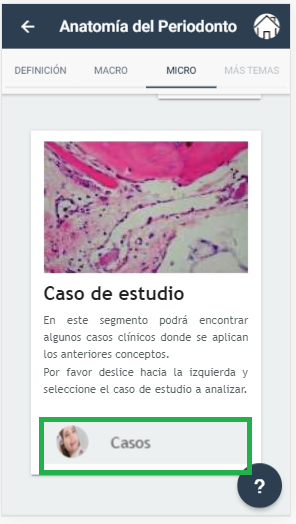 Anatomía del Periodonto
DEFINICIÓN MACRO MICRO MÁS TEMAS
Caso de estudio
En este segmento podrá encontrar
algunos casos clínicos donde se aplican
los anteriores conceptos.
Por favor deslice hacia la izquierda y
seleccione el caso de estudio a analizar.
Casos
?